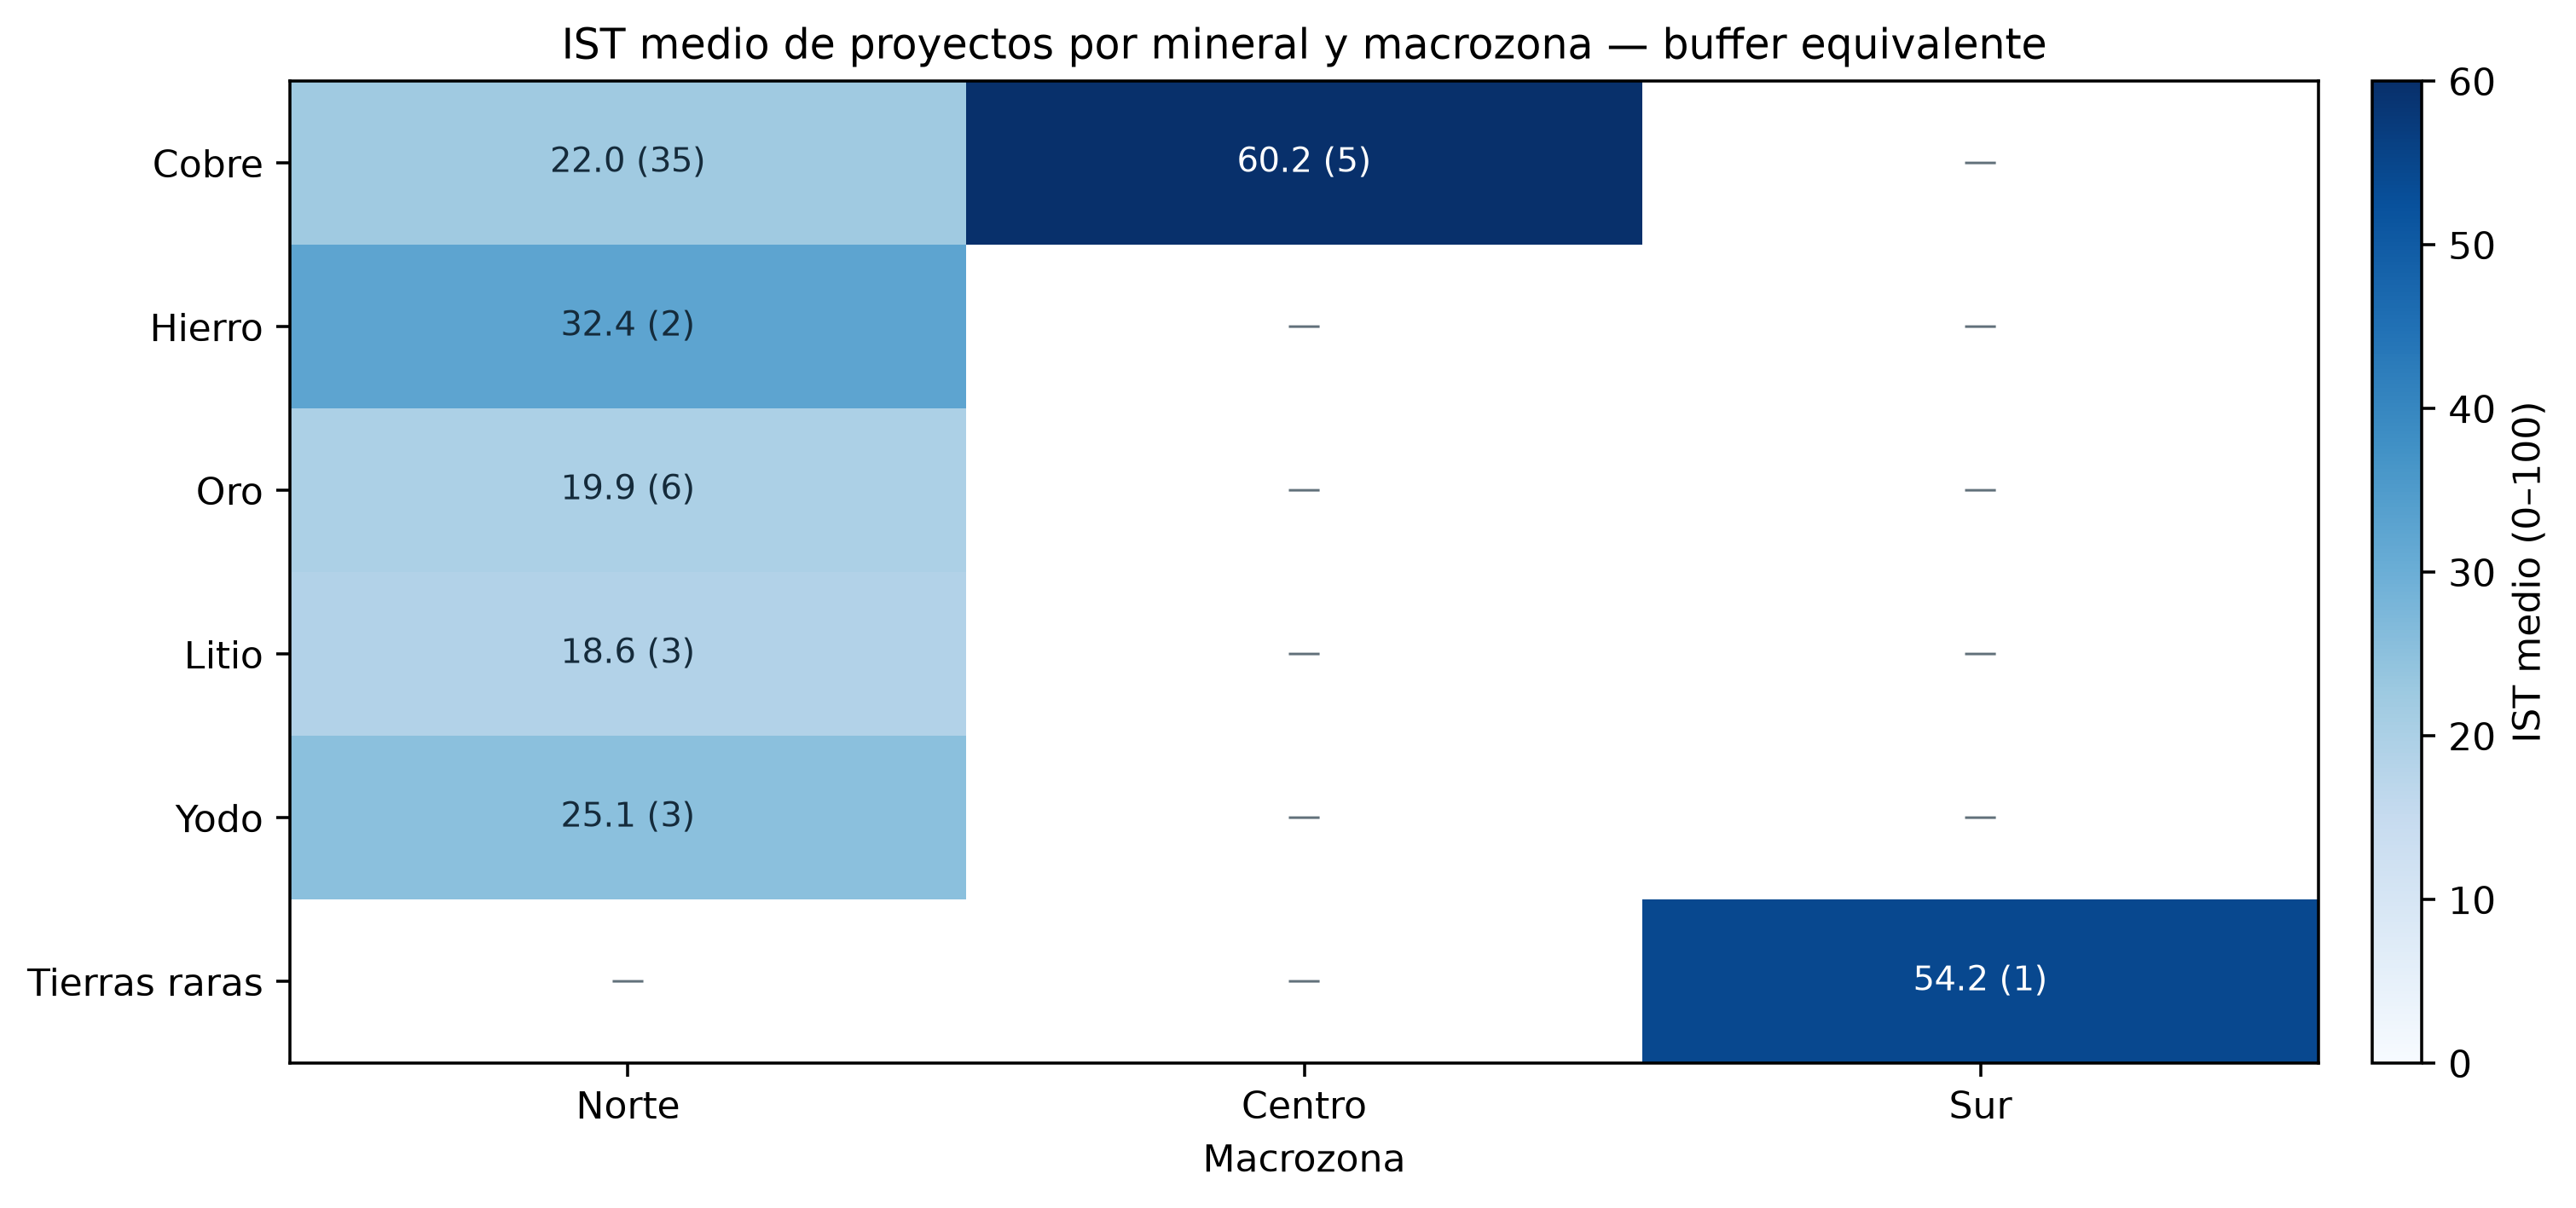 IST medio de proyectos por mineral y macrozona — buffer equivalente
Cobre 22.0 (35) 60.2 (5) —
Hierro 32.4 (2) — —
Oro 19.9 (6) — —
Litio 18.6 (3) — —
Yodo 25.1 (3) — —
Tierras raras — — 54.2 (1)
Norte Centro Sur
Macrozona
60
50
40
30
20
10
0
IST medio (0–100)